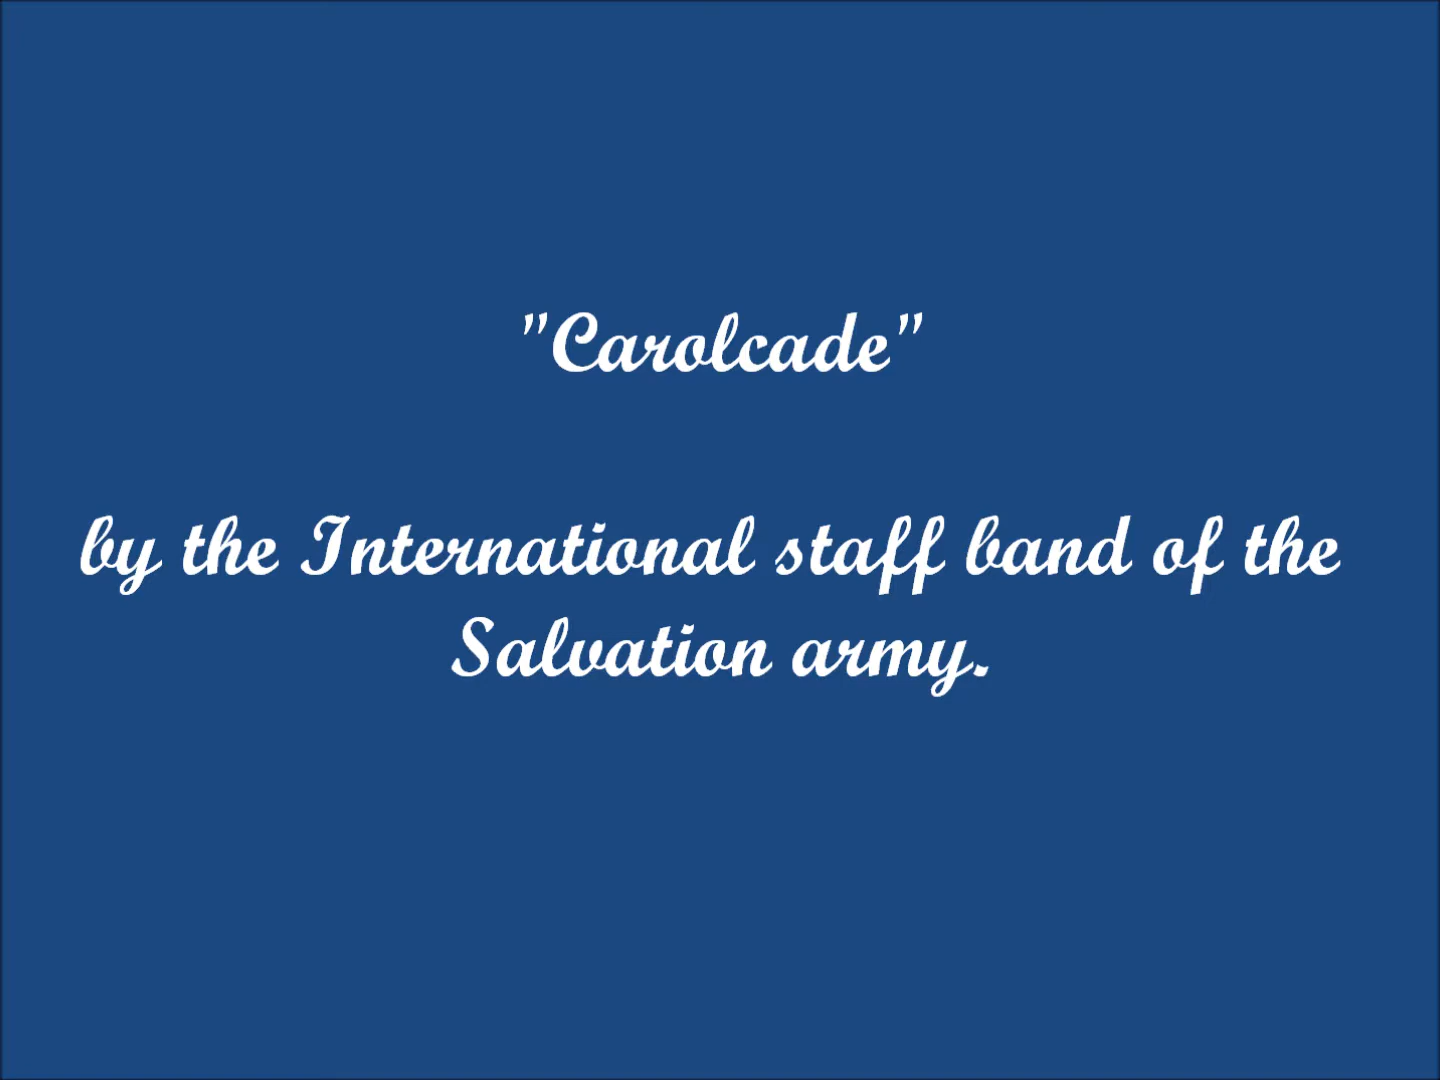 "Carolcade"
by the International staff band of the
Salvation army.